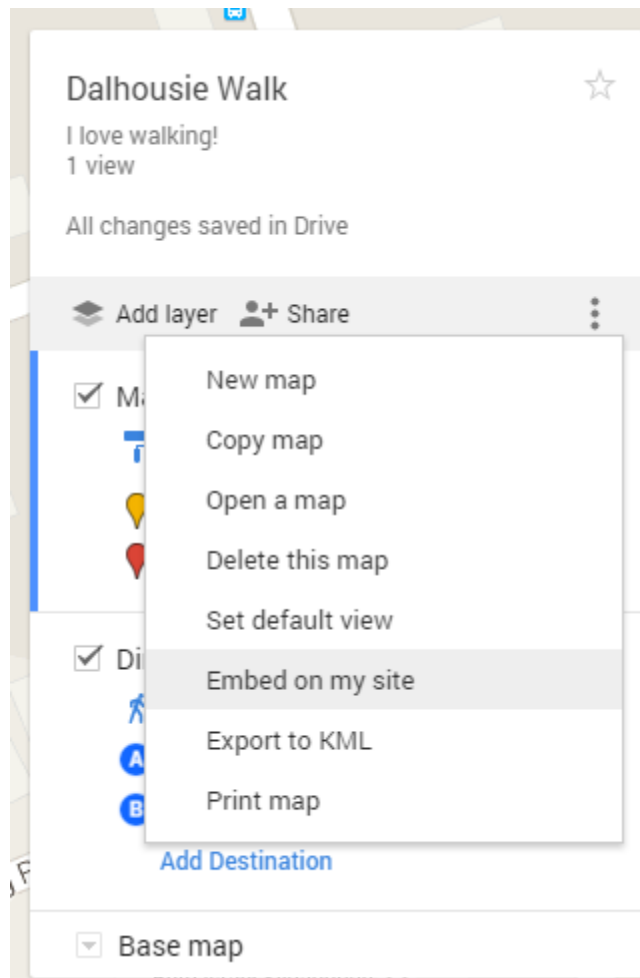 Dalhousie Walk
I love walking!
1 view
All changes saved in Drive
Add layer Share
New map
Copy map
Open a map
Delete this map
Set default view
Embed on my site
Export to KML
Print map
A
B
Add Destination
Base map